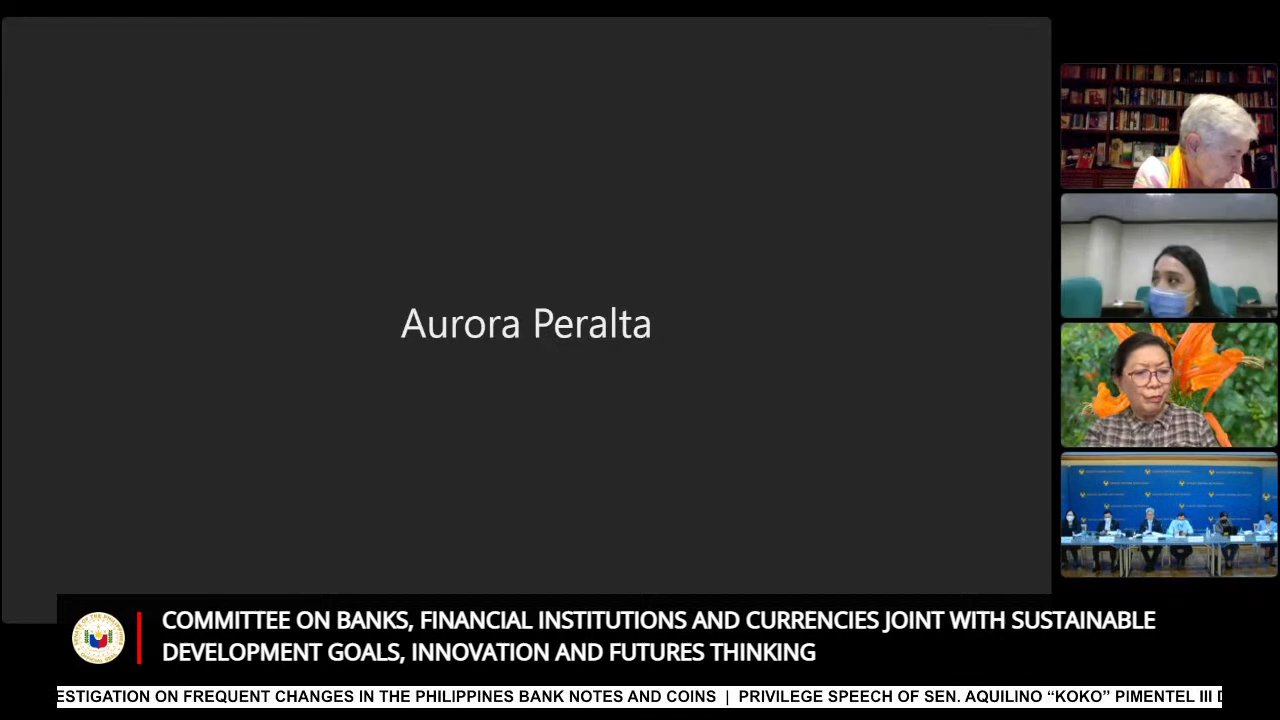 Aurora Peralta
COMMITTEE ON BANKS, FINANCIAL INSTITUTIONS AND CURRENCIES JOINT WITH SUSTAINABLE
DEVELOPMENT GOALS, INNOVATION AND FUTURES THINKING
ESTIGATION ON FREQUENT CHANGES IN THE PHILIPPINES BANK NOTES AND COINS | PRIVILEGE SPEECH OF SEN. AQUILINO “KOKO” PIMENTEL III D